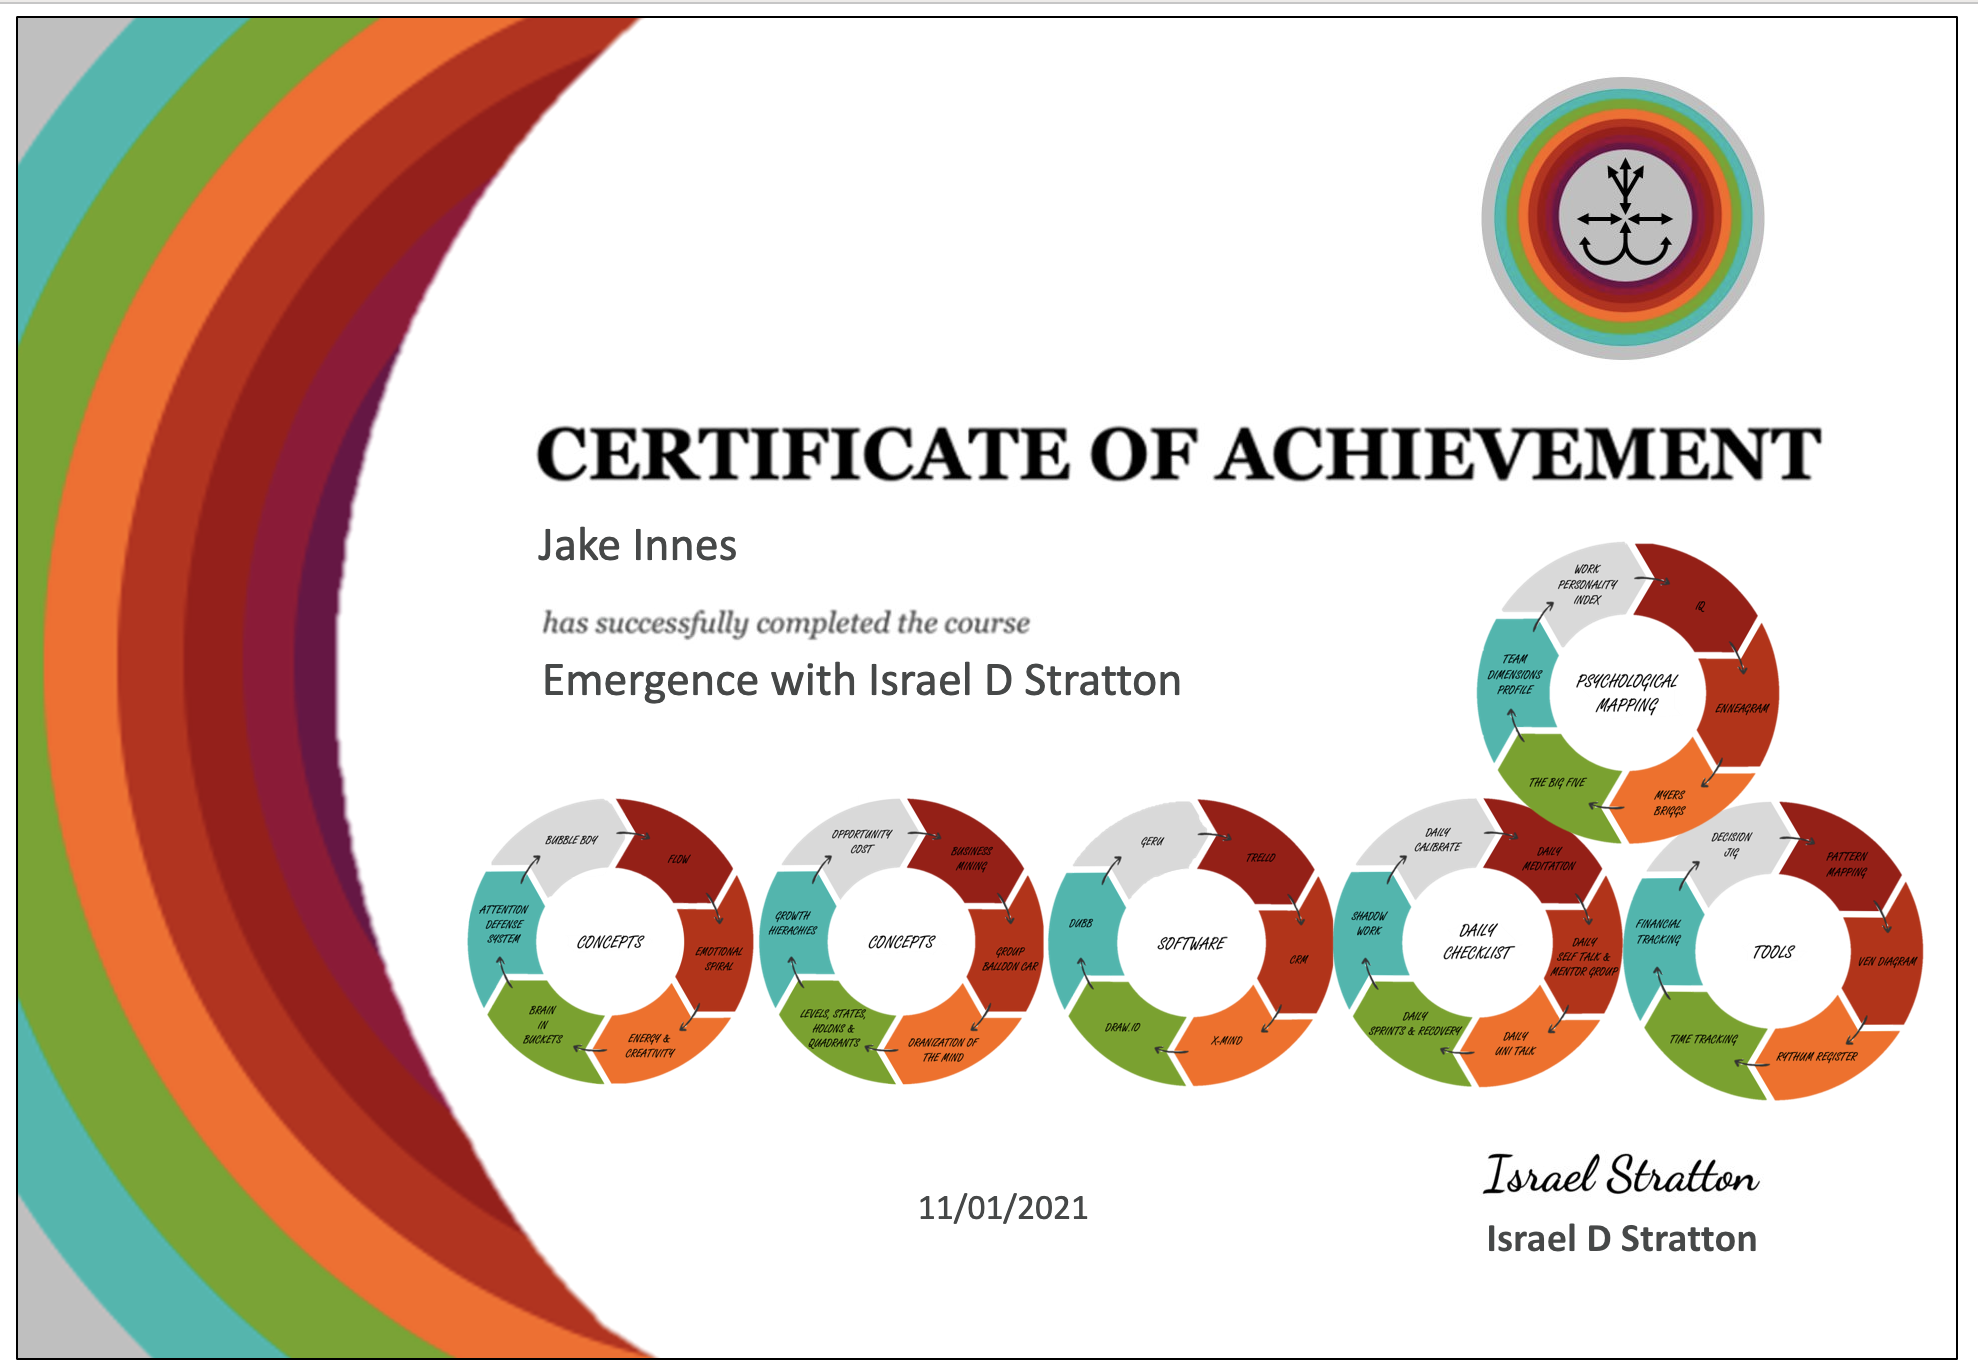 CERTIFICATE OF ACHIEVEMENT
Jake Innes
has successfully completed the course
Emergence with Israel D Stratton
WORK
PERSONALITY
INDEX
IQ
ENNEAGRAM
MYERS
BRIGGS
THE BIG FIVE
TEAM
DIMENSIONS
PROFILE
PSYCHOLOGICAL
MAPPING
BUBBLE BOY
FLOW
EMOTIONAL
SPIRAL
ENERGY &
CREATIVITY
BRAIN
IN
BUCKETS
ATTENTION
DEFENSE
SYSTEM
CONCEPTS
OPPORTUNITY
COST
BUSINESS
MINING
GROUP
BALLOON CAR
ORANIZATION OF
THE MIND
LEVELS, STATES,
HOLONS &
QUADRANTS
GROWTH
HIERACHIES
CONCEPTS
GERU
TRELLO
CRM
X-MIND
DRAW.IO
DUBB
SOFTWARE
DAILY
CALIBRATE
DAILY
MEDITATION
DAILY
SELF TALK &
MENTOR GROUP
DAILY
UNI TALK
DAILY
SPRINTS & RECOVERY
SHADOW
WORK
DAILY
CHECKLIST
DECISION
JIG
PATTERN
MAPPING
VEN DIAGRAM
RYTHUM REGISTER
TIME TRACKING
FINANCIAL
TRACKING
TOOLS
11/01/2021
Israel Stratton
Israel D Stratton